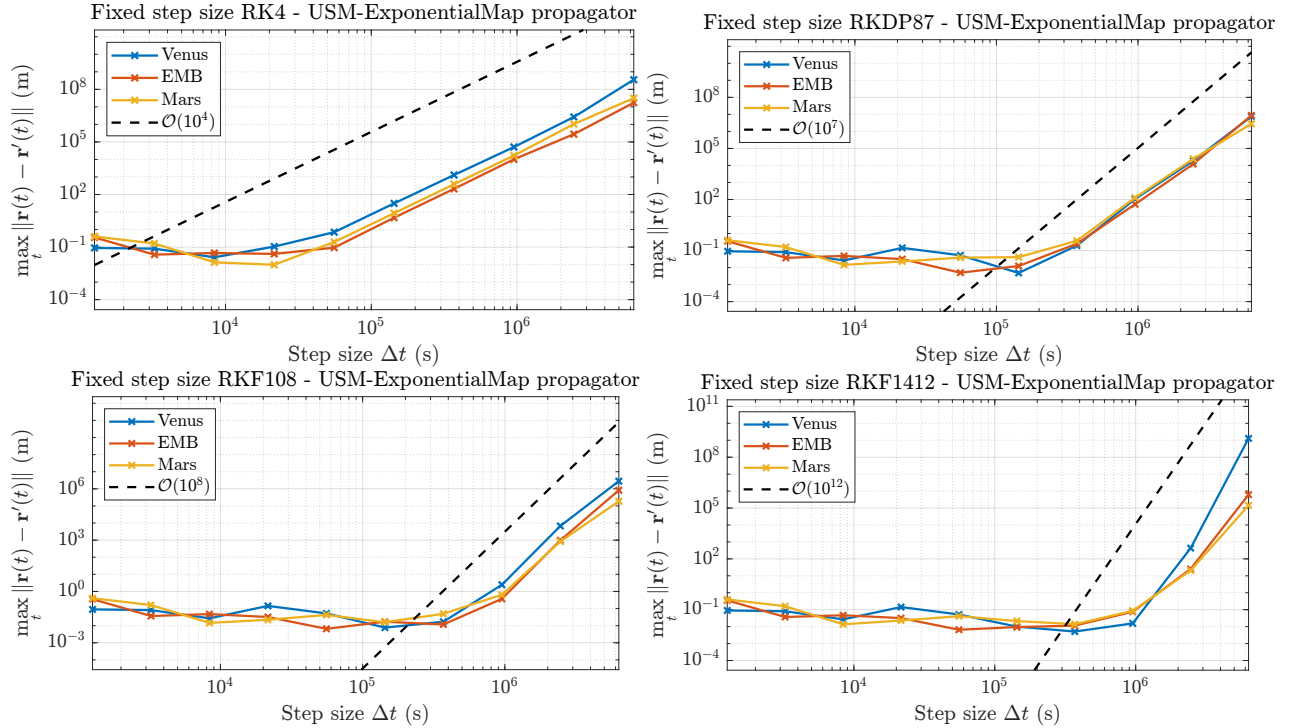 Fixed step size RK4 - USM-ExponentialMap propagator
Venus
EMB
Mars
𝒪(10⁴)
10⁸
10⁵
10²
10⁻¹
10⁻⁴
max ||r(t) − r′(t)|| (m)
t
10⁴
10⁵
10⁶
Step size Δt (s)
Fixed step size RKDP87 - USM-ExponentialMap propagator
Venus
EMB
Mars
𝒪(10⁷)
10⁸
10⁵
10²
10⁻¹
10⁻⁴
max ||r(t) − r′(t)|| (m)
t
10⁴
10⁵
10⁶
Step size Δt (s)
Fixed step size RKF108 - USM-ExponentialMap propagator
Venus
EMB
Mars
𝒪(10⁸)
10⁶
10³
10⁰
10⁻³
max ||r(t) − r′(t)|| (m)
t
10⁴
10⁵
10⁶
Step size Δt (s)
Fixed step size RKF1412 - USM-ExponentialMap propagator
Venus
EMB
Mars
𝒪(10¹²)
10¹¹
10⁸
10⁵
10²
10⁻¹
10⁻⁴
max ||r(t) − r′(t)|| (m)
t
10⁴
10⁵
10⁶
Step size Δt (s)